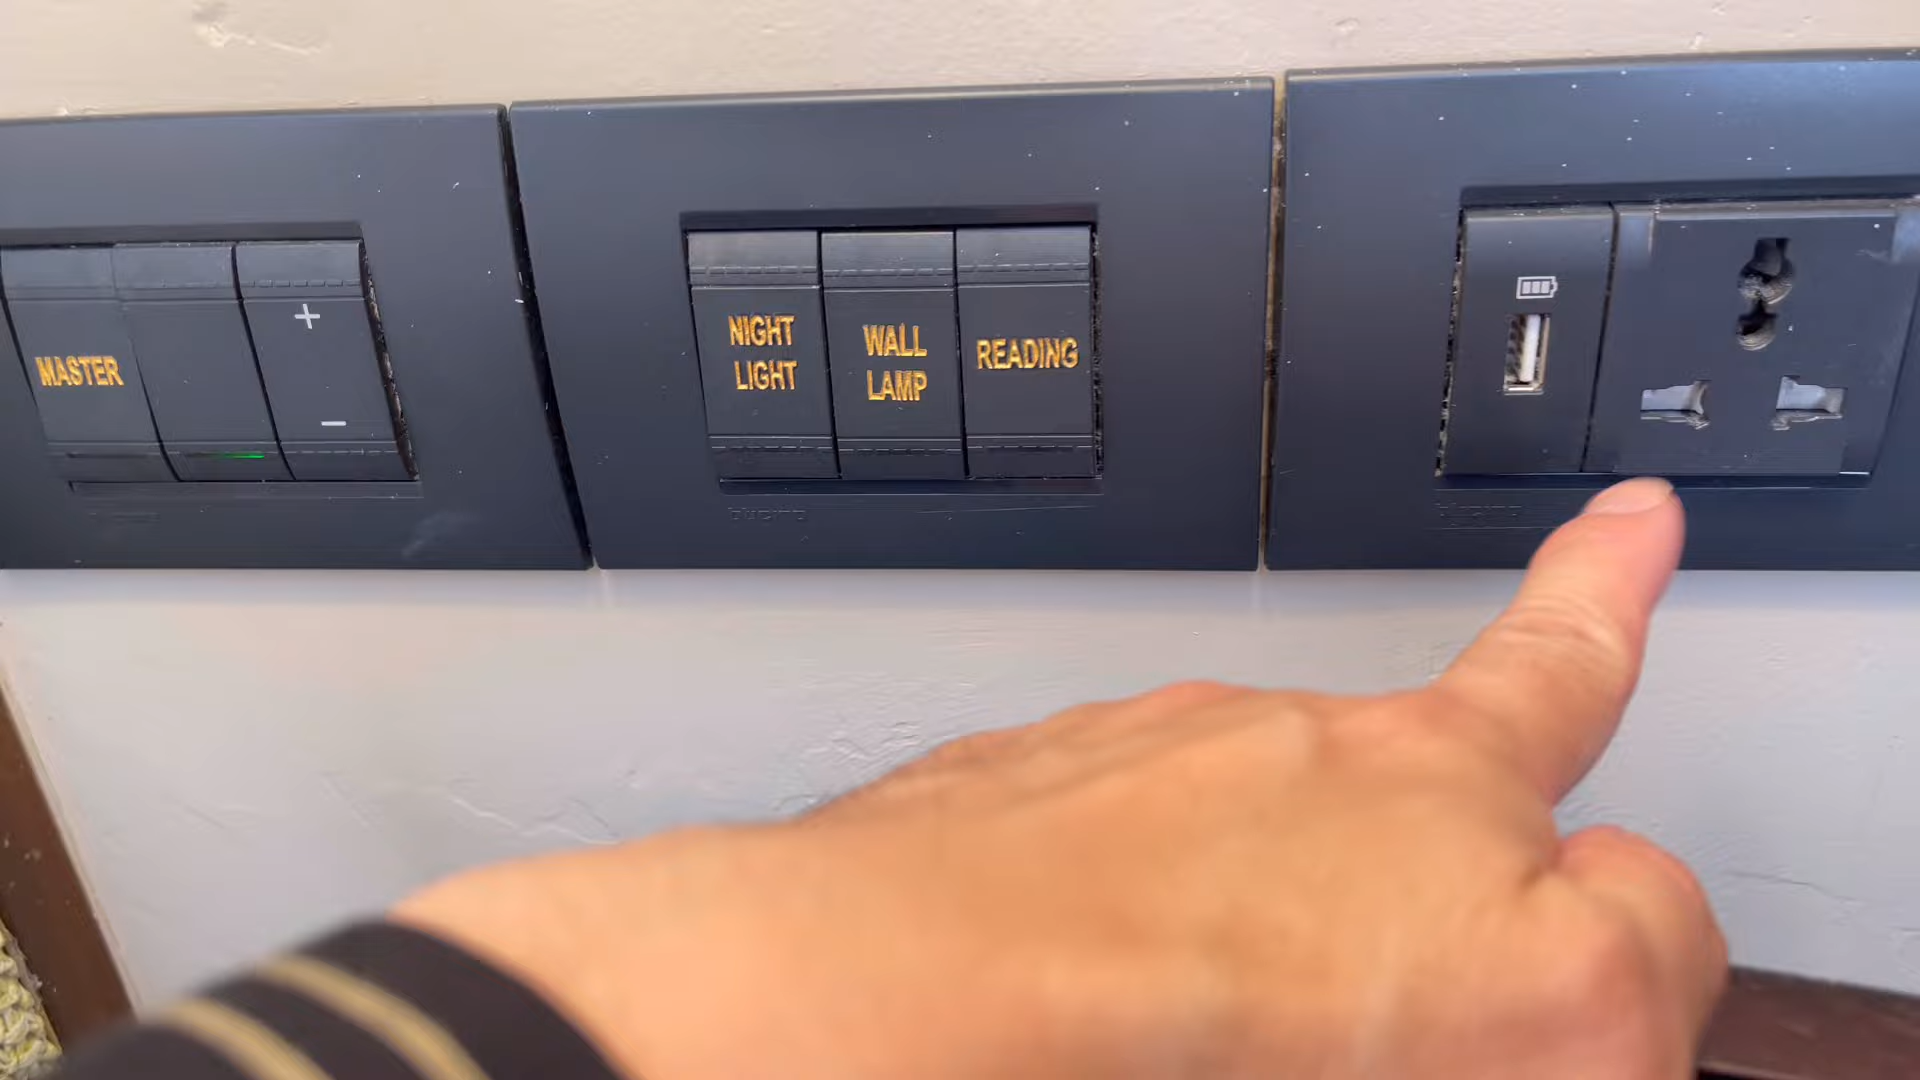 MASTER
+
-
NIGHT
LIGHT
WALL
LAMP
READING